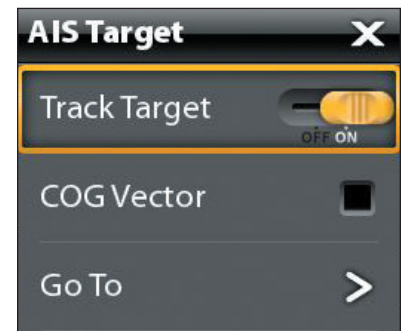 AIS Target X
Track Target
OFF ON
COG Vector
Go To >